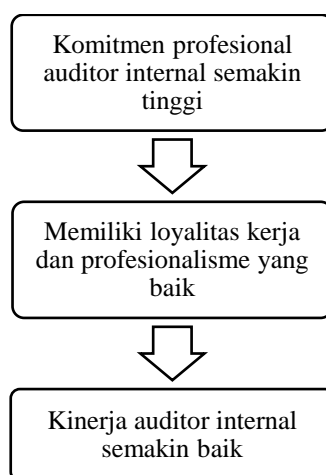 Komitmen profesional
auditor internal semakin
tinggi
Memiliki loyalitas kerja
dan profesionalisme yang
baik
Kinerja auditor internal
semakin baik